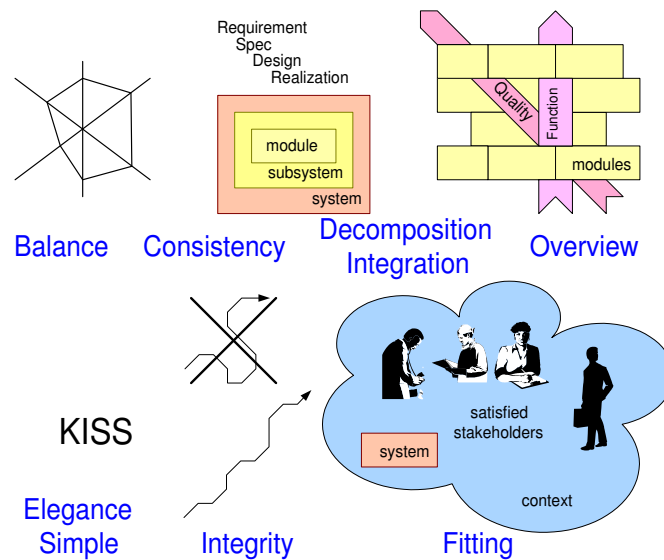 Requirement
Spec
Design
Realization
module
subsystem
system
Quality
Function
modules
Balance
Consistency
Decomposition
Integration
Overview
KISS
satisfied
stakeholders
system
context
Elegance
Simple
Integrity
Fitting